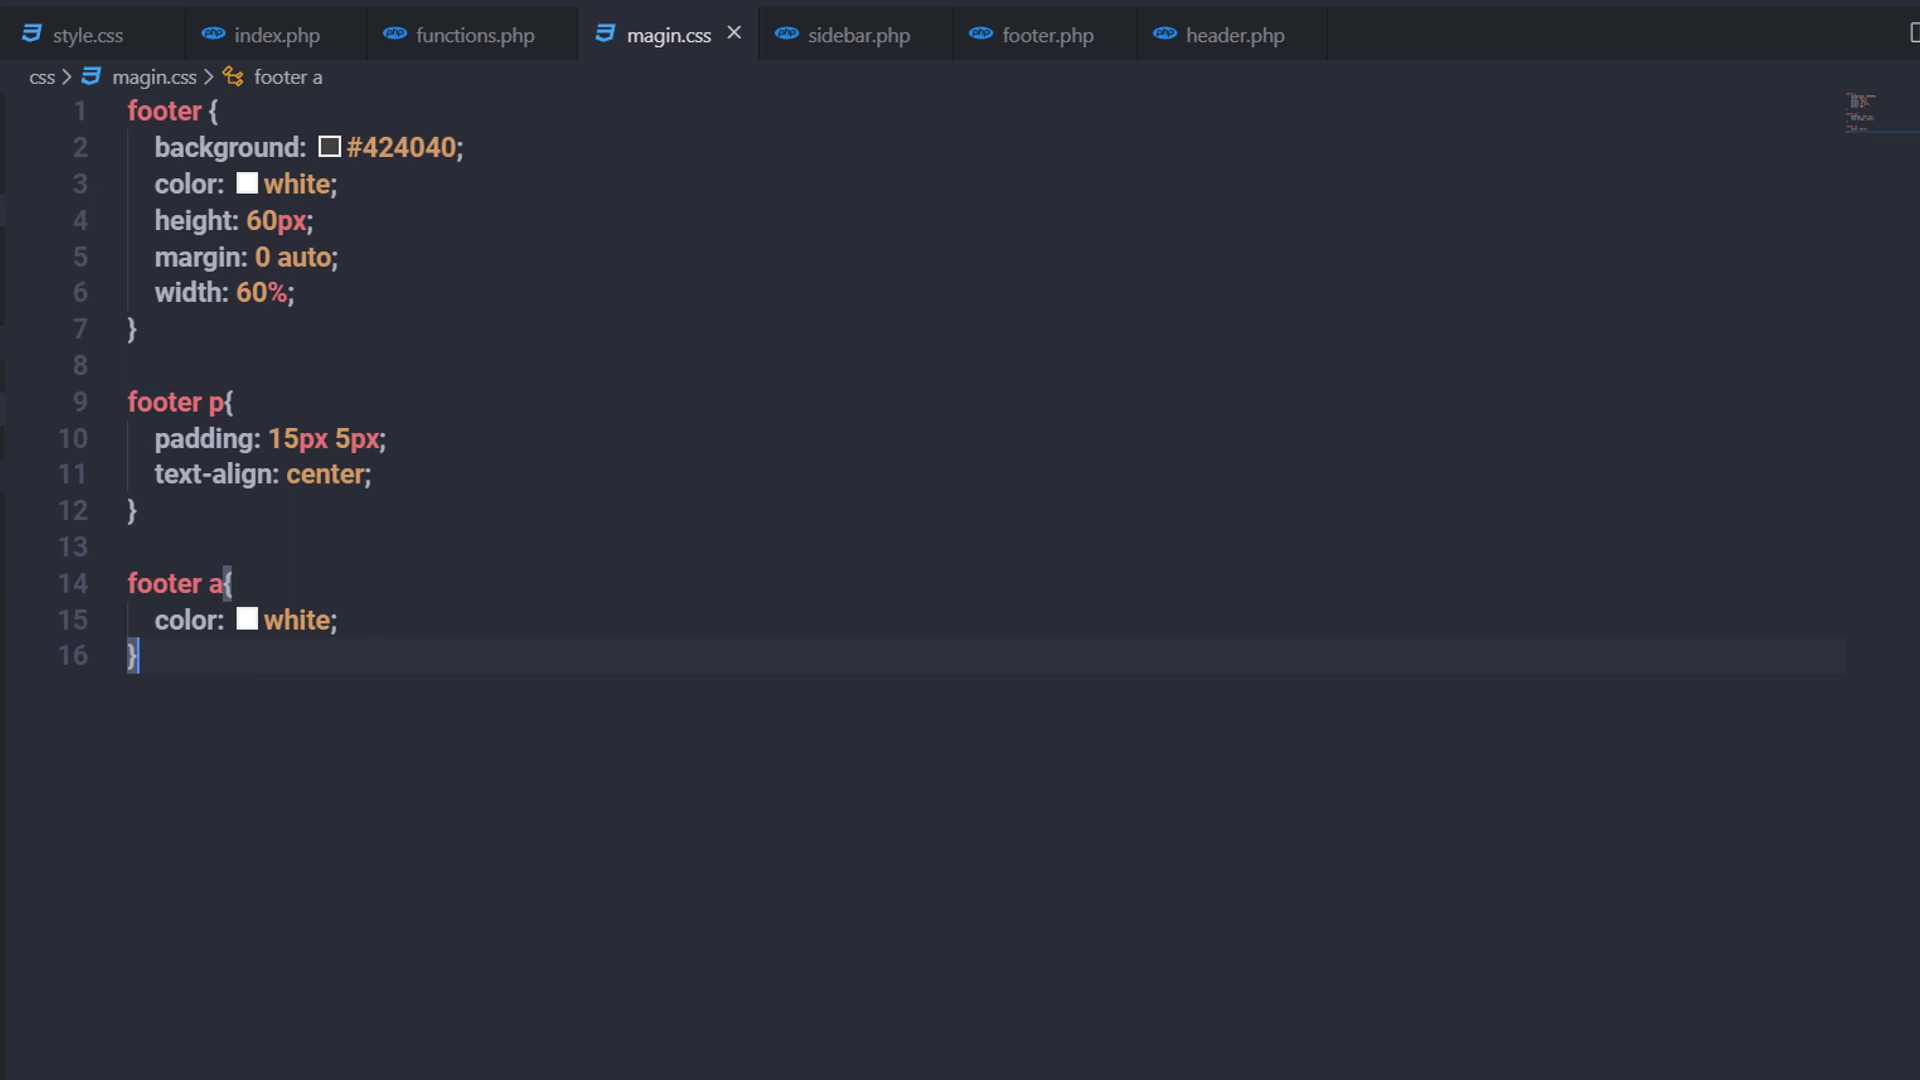 style.css index.php functions.php magin.css sidebar.php footer.php header.php
css > magin.css > footer a
1 footer {
2 background: #424040;
3 color: white;
4 height: 60px;
5 margin: 0 auto;
6 width: 60%;
7 }
8
9 footer p{
10 padding: 15px 5px;
11 text-align: center;
12 }
13
14 footer a{
15 color: white;
16 }